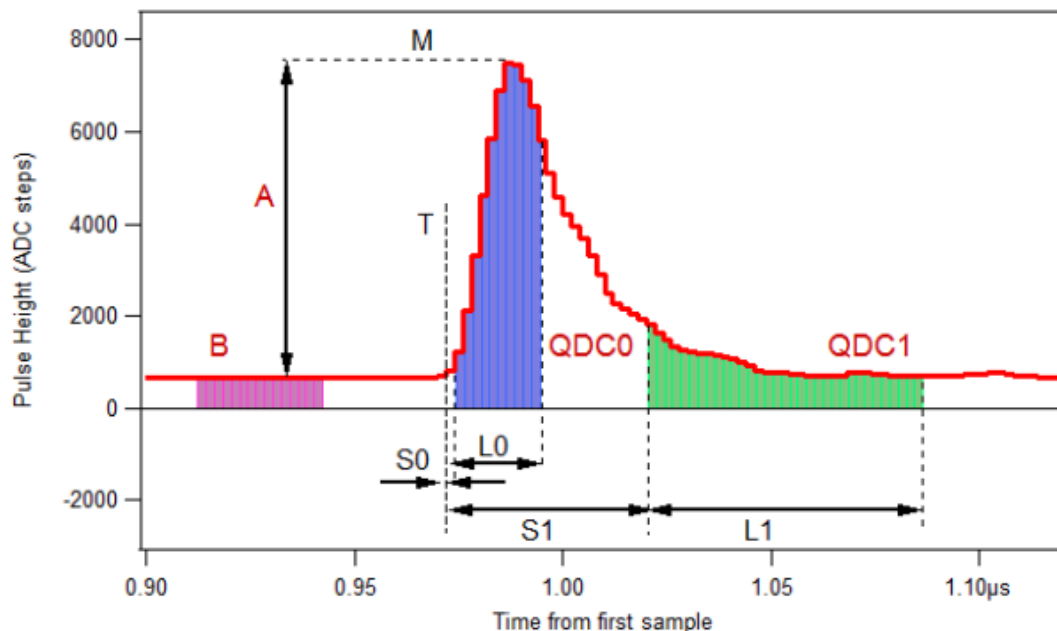 8000
M
6000
A
4000
T
2000
B
QDC0
QDC1
0
S0
L0
-2000
S1
L1
0.90
0.95
1.00
1.05
1.10µs
Pulse Height (ADC steps)
Time from first sample